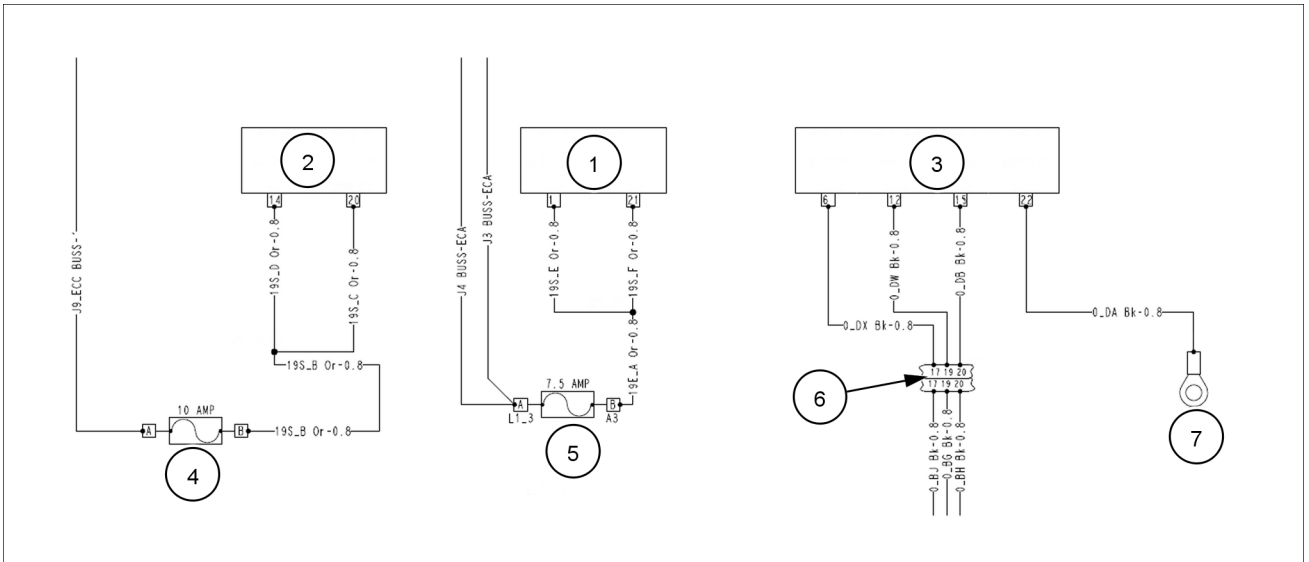 J9_ECC BUSS-
2
14
20
19S_D Or-0.8
19S_C Or-0.8
19S_B Or-0.8
10 AMP
A
B
19S_B Or-0.8
4
J4 BUSS-ECA
J3 BUSS-ECA
1
1
21
19S_E Or-0.8
19S_F Or-0.8
19E_A Or-0.8
7.5 AMP
A
B
L1_3
A3
5
3
6
12
15
22
0_DW Bk-0.8
0_DB Bk-0.8
0_DX Bk-0.8
0_DA Bk-0.8
17 19 20
17 19 20
6
0_BJ Bk-0.8
0_BG Bk-0.8
0_BH Bk-0.8
7